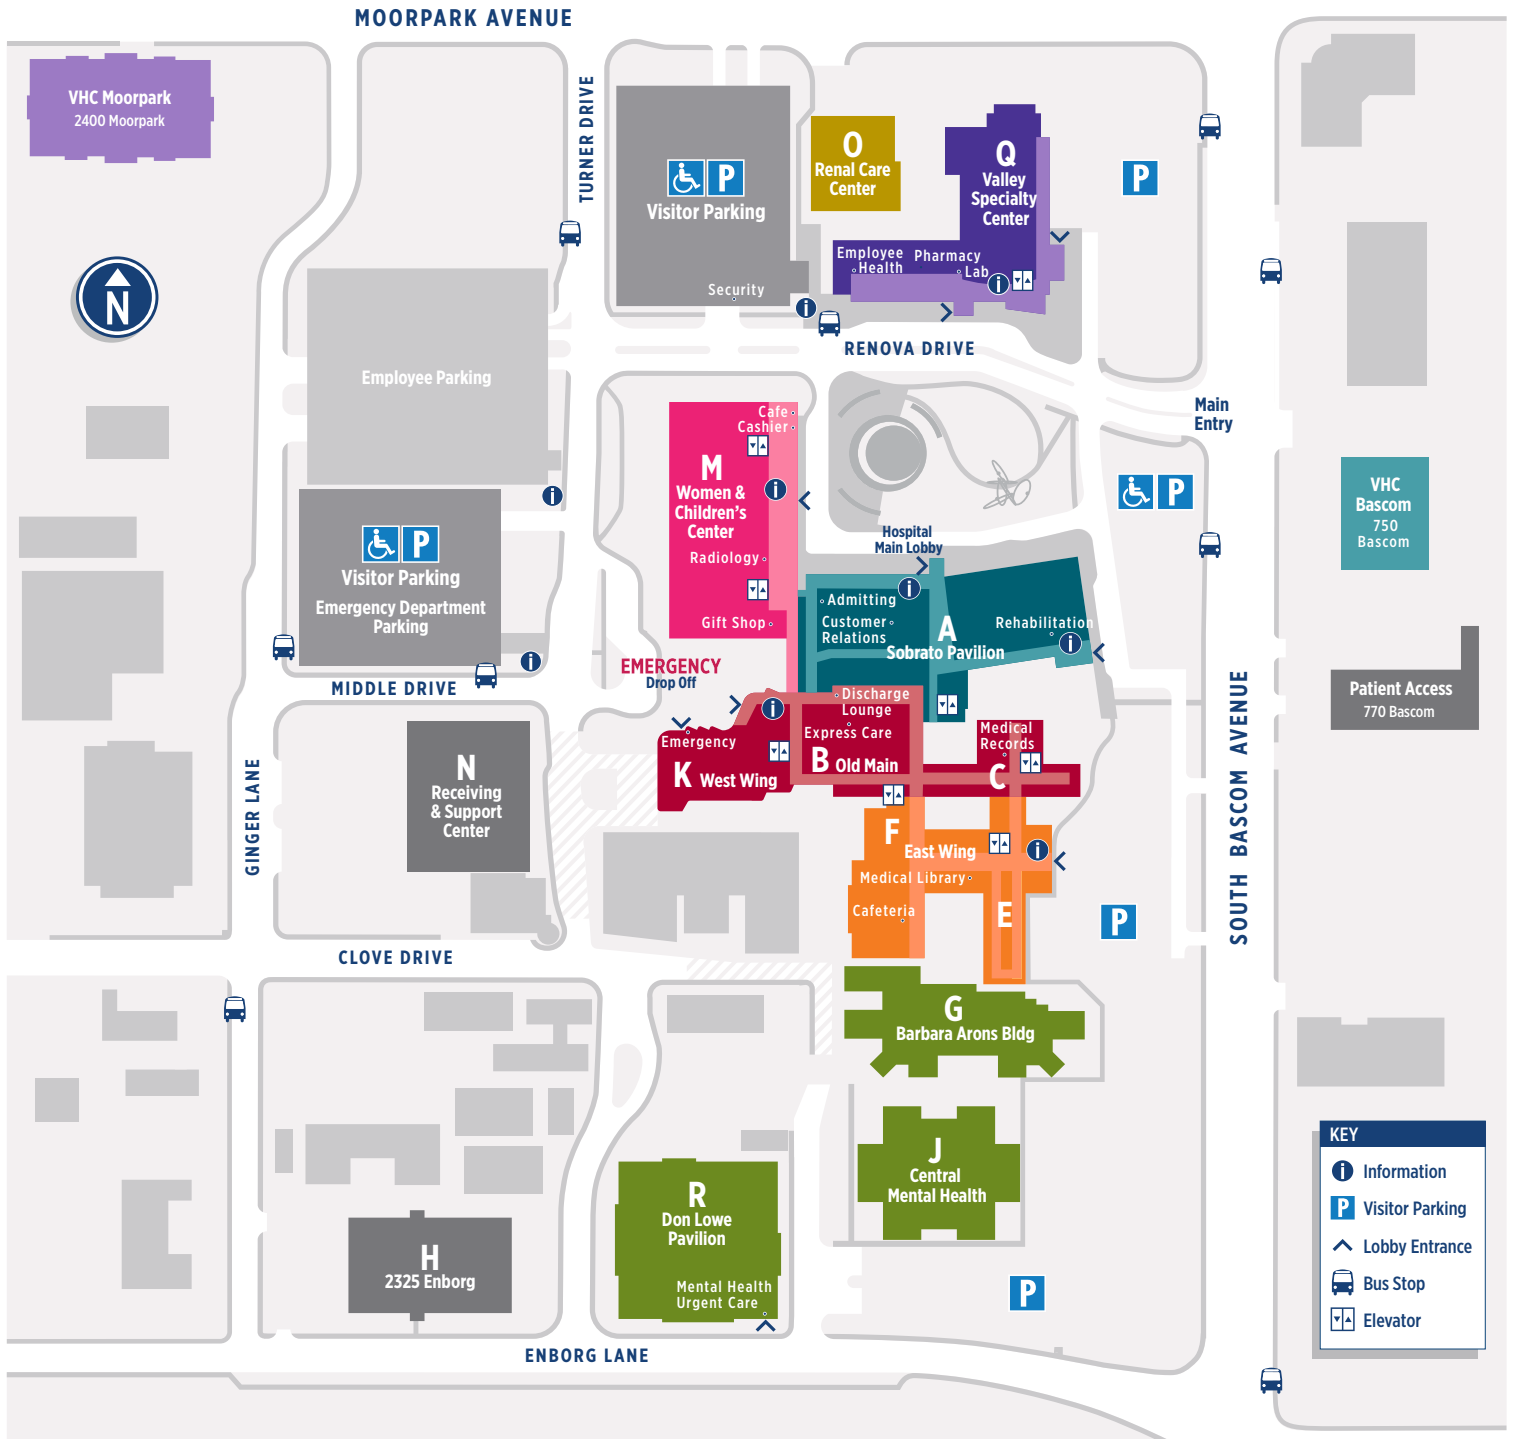 MOORPARK AVENUE
VHC Moorpark
2400 Moorpark
TURNER DRIVE
P
Visitor Parking
Security
O
Renal Care
Center
Q
Valley
Specialty
Center
Employee
Health
Pharmacy
Lab
i
P
N
i
RENOVA DRIVE
Employee Parking
Main
Entry
Cafe
Cashier
M
Women &
Children's
Center
i
Radiology
Gift Shop
i
P
Visitor Parking
Emergency Department
Parking
i
P
VHC
Bascom
750
Bascom
Hospital
Main Lobby
i
Admitting
Customer
Relations
A
Sobrato Pavilion
Rehabilitation
i
EMERGENCY
Drop Off
MIDDLE DRIVE
i
Discharge
Lounge
Express Care
B Old Main
Emergency
K West Wing
Medical
Records
C
Patient Access
770 Bascom
SOUTH BASCOM AVENUE
N
Receiving
& Support
Center
GINGER LANE
F
East Wing
i
Medical Library
Cafeteria
E
P
CLOVE DRIVE
G
Barbara Arons Bldg
J
Central
Mental Health
R
Don Lowe
Pavilion
Mental Health
Urgent Care
H
2325 Enborg
P
ENBORG LANE
KEY
i Information
P Visitor Parking
Lobby Entrance
Bus Stop
Elevator